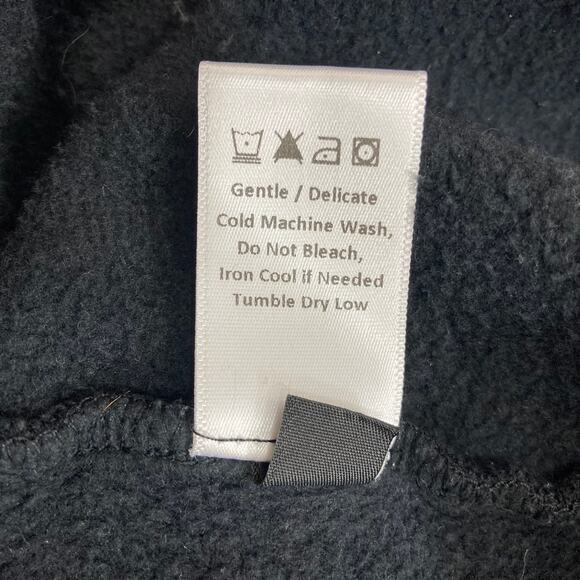 Gentle / Delicate
Cold Machine Wash,
Do Not Bleach,
Iron Cool if Needed
Tumble Dry Low